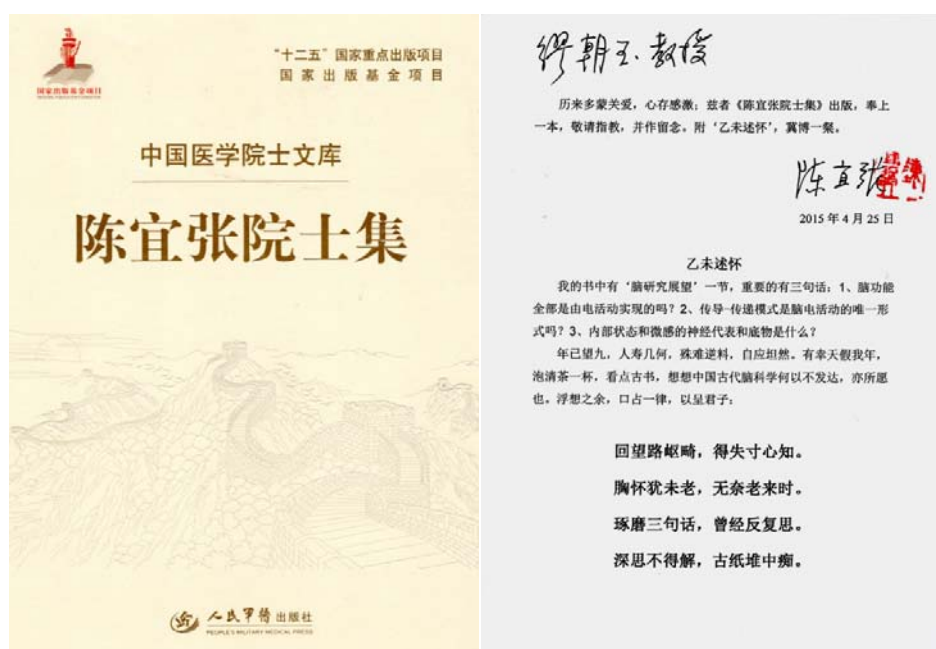 国家出版基金项目
“十二五”国家重点出版项目
国家出版基金项目
中国医学院士文库
陈宜张院士集
人民军医出版社
PEOPLE'S MILITARY MEDICAL PRESS
缪朝玉教授
历来多蒙关爱，心存感激；兹者《陈宜张院士集》出版，奉上
一本，敬请指教，并作留念。附‘乙未述怀’，冀博一粲。
陈宜张
2015年4月25日
乙未述怀
我的书中有‘脑研究展望’一节，重要的有三句话：1、脑功能
全部是由电活动实现的吗？2、传导-传递模式是脑电活动的唯一形
式吗？3、内部状态和微感的神经代表和底物是什么？
年已望九，人寿几何，殊难逆料，自应坦然。有幸天假我年，
泡清茶一杯，看点古书，想想中国古代脑科学何以不发达，亦所愿
也。浮想之余，口占一律，以呈君子：
回望路岖畸，得失寸心知。
胸怀犹未老，无奈老来时。
琢磨三句话，曾经反复思。
深思不得解，古纸堆中痴。